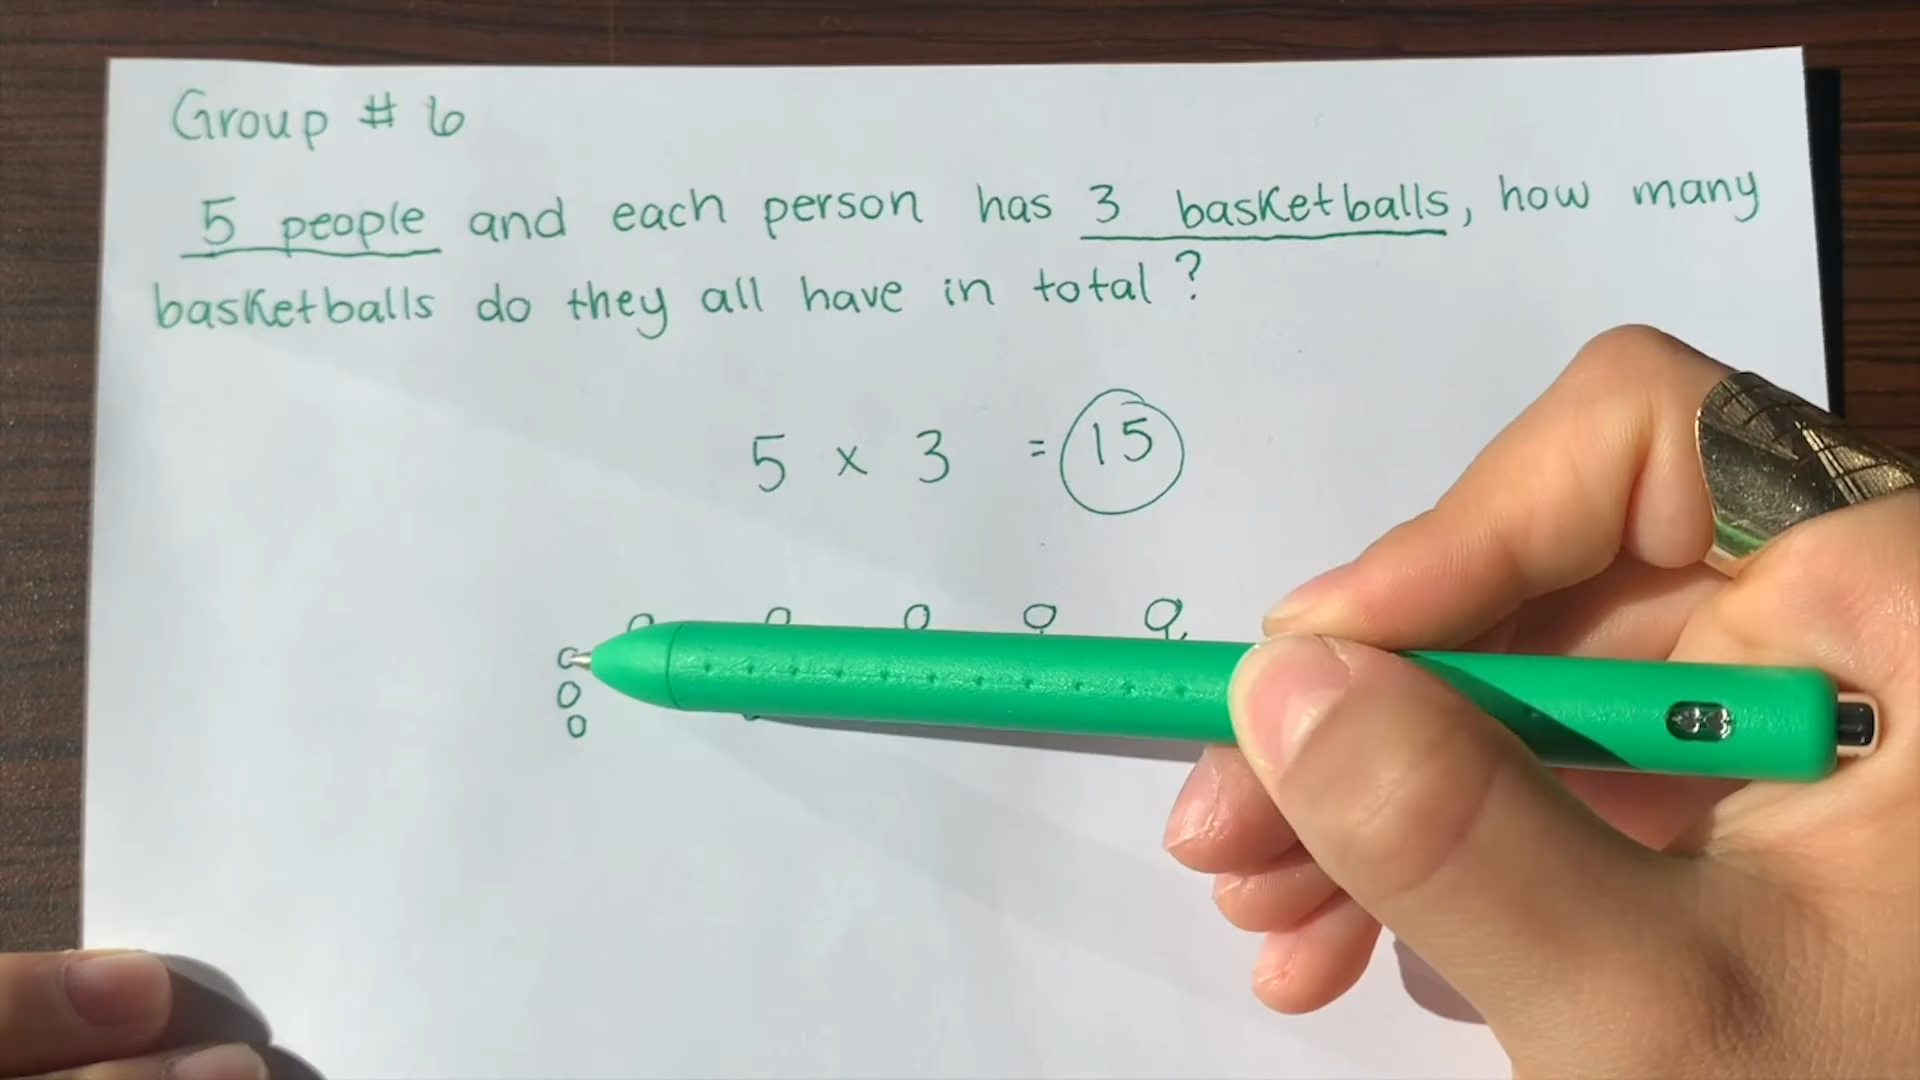 Group # 6
5 people and each person has 3 basketballs, how many
basketballs do they all have in total?
5 x 3 = 15